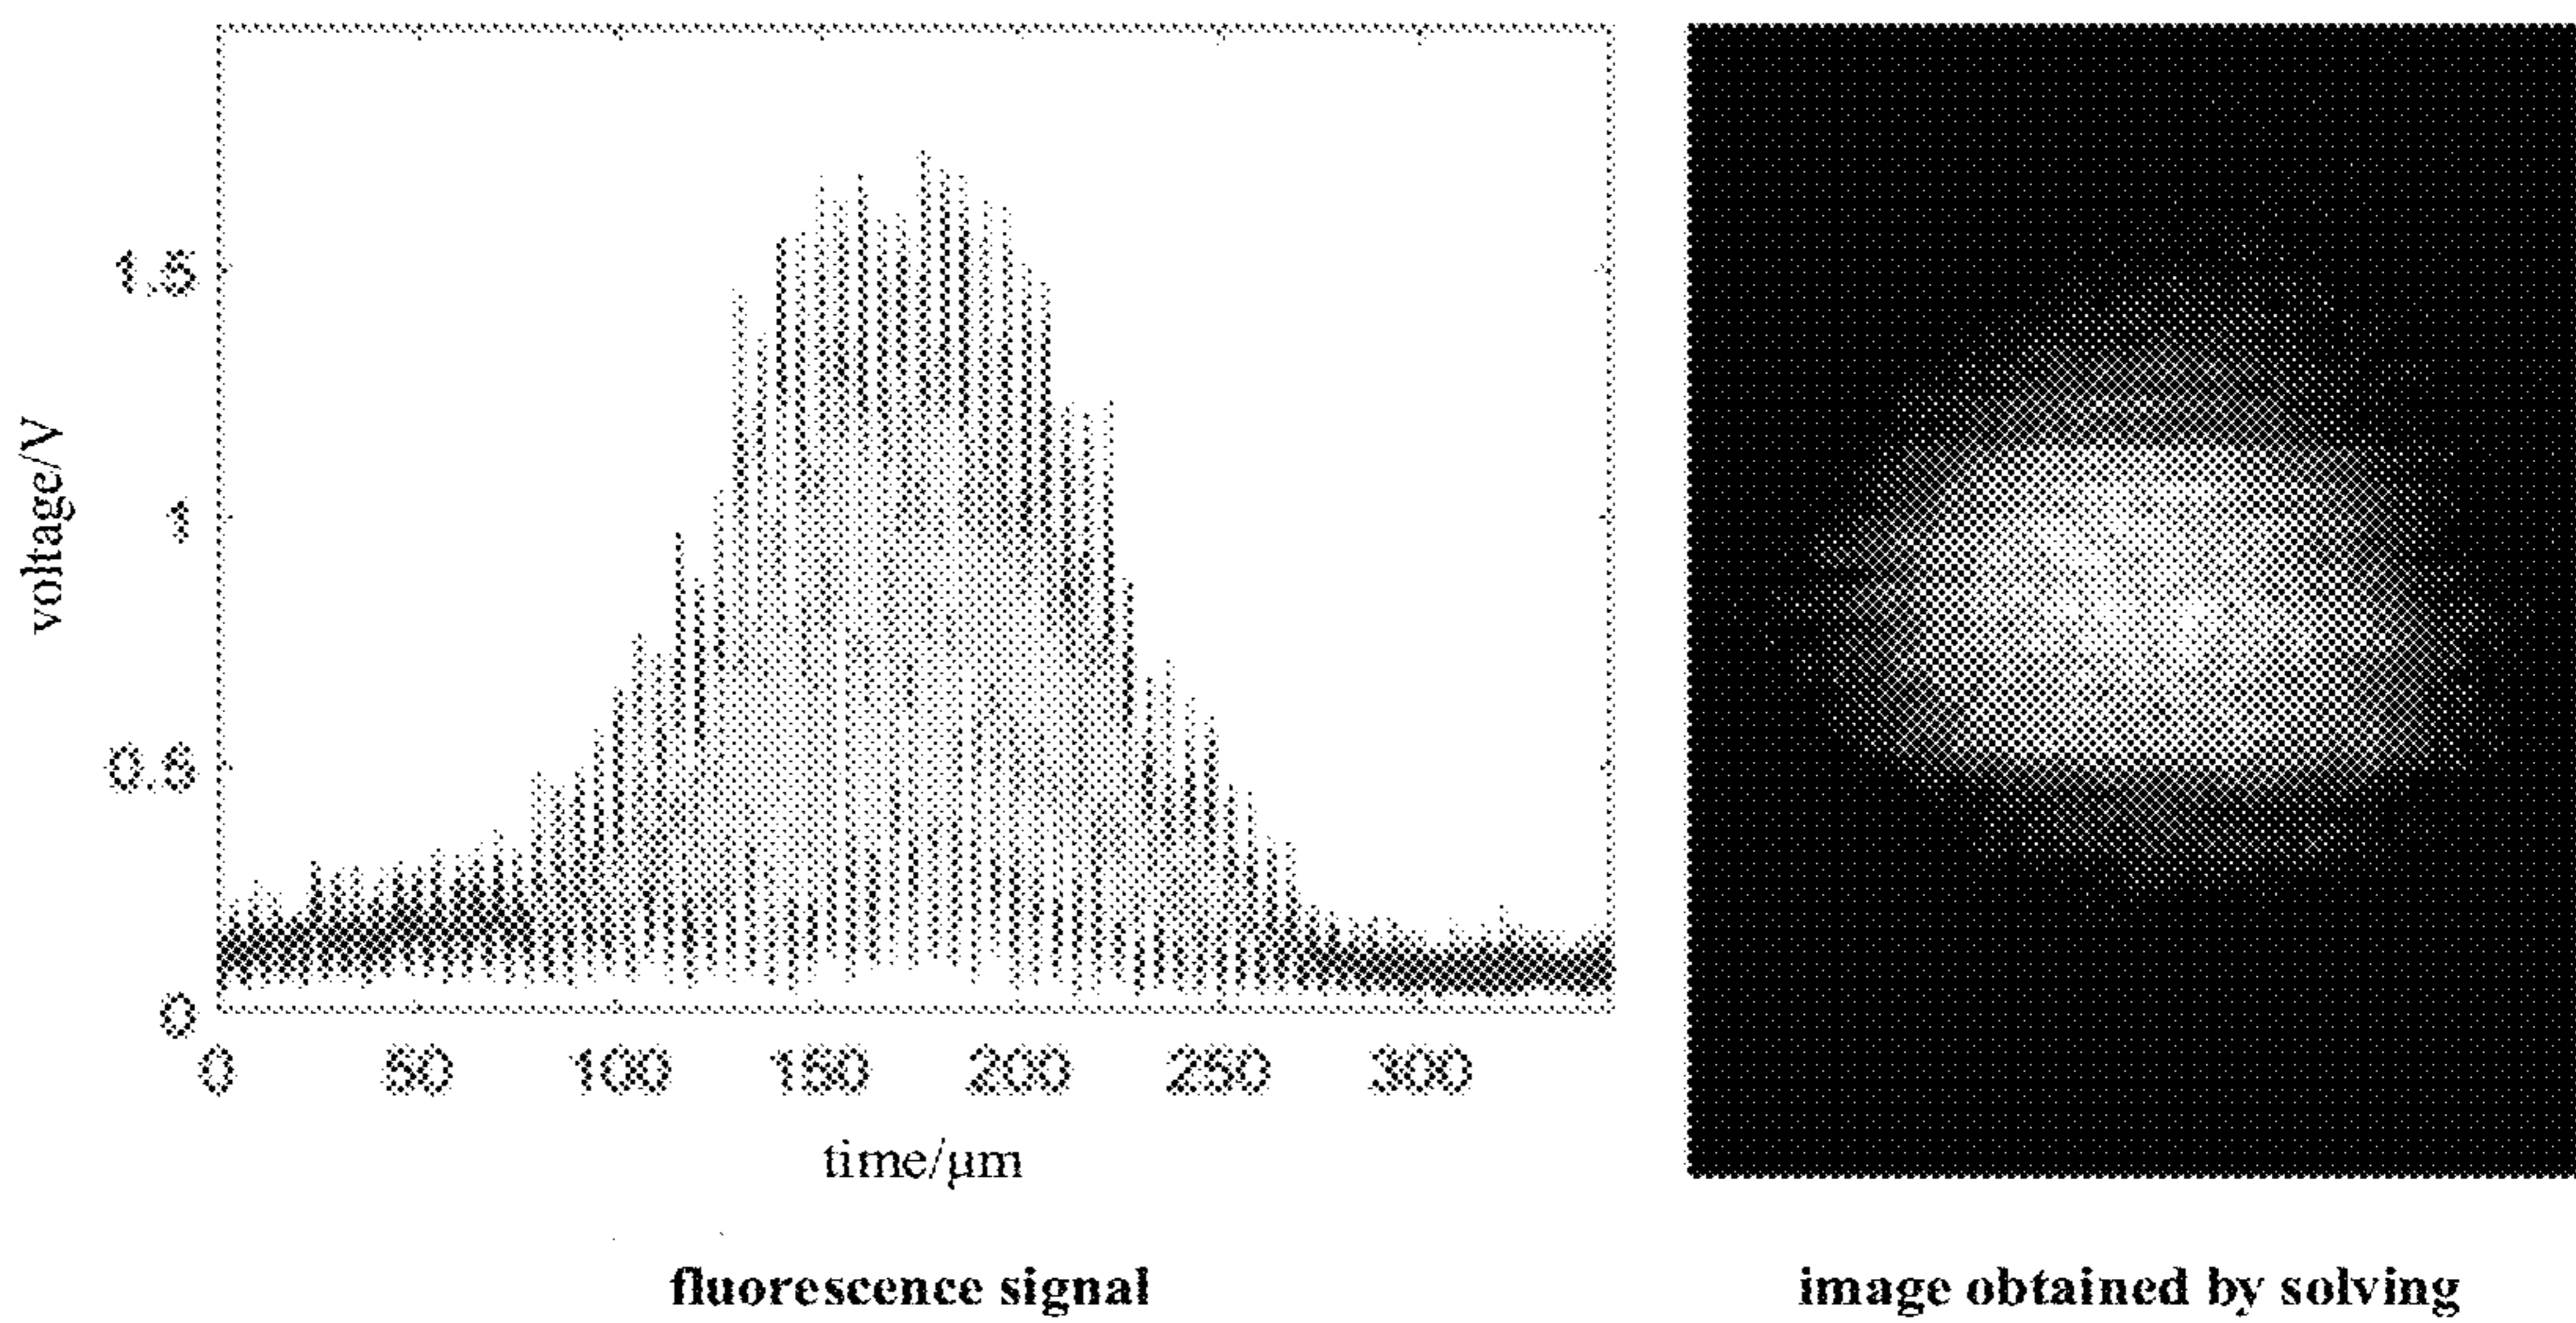 voltage/V
1.5
1
0.5
0
0 50 100 150 200 250 300
time/μm
fluorescence signal
image obtained by solving